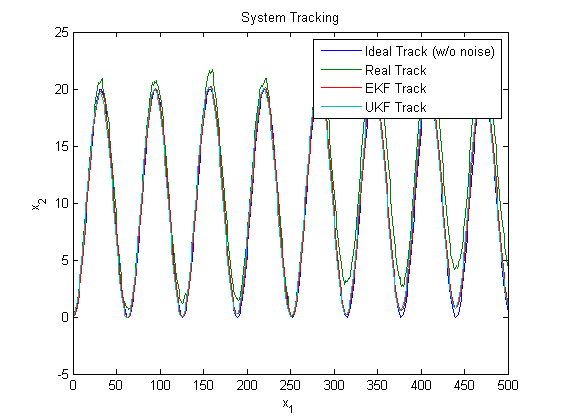 System Tracking
Ideal Track (w/o noise)
Real Track
EKF Track
UKF Track
25
20
15
10
5
0
-5
x2
0 50 100 150 200 250 300 350 400 450 500
x1